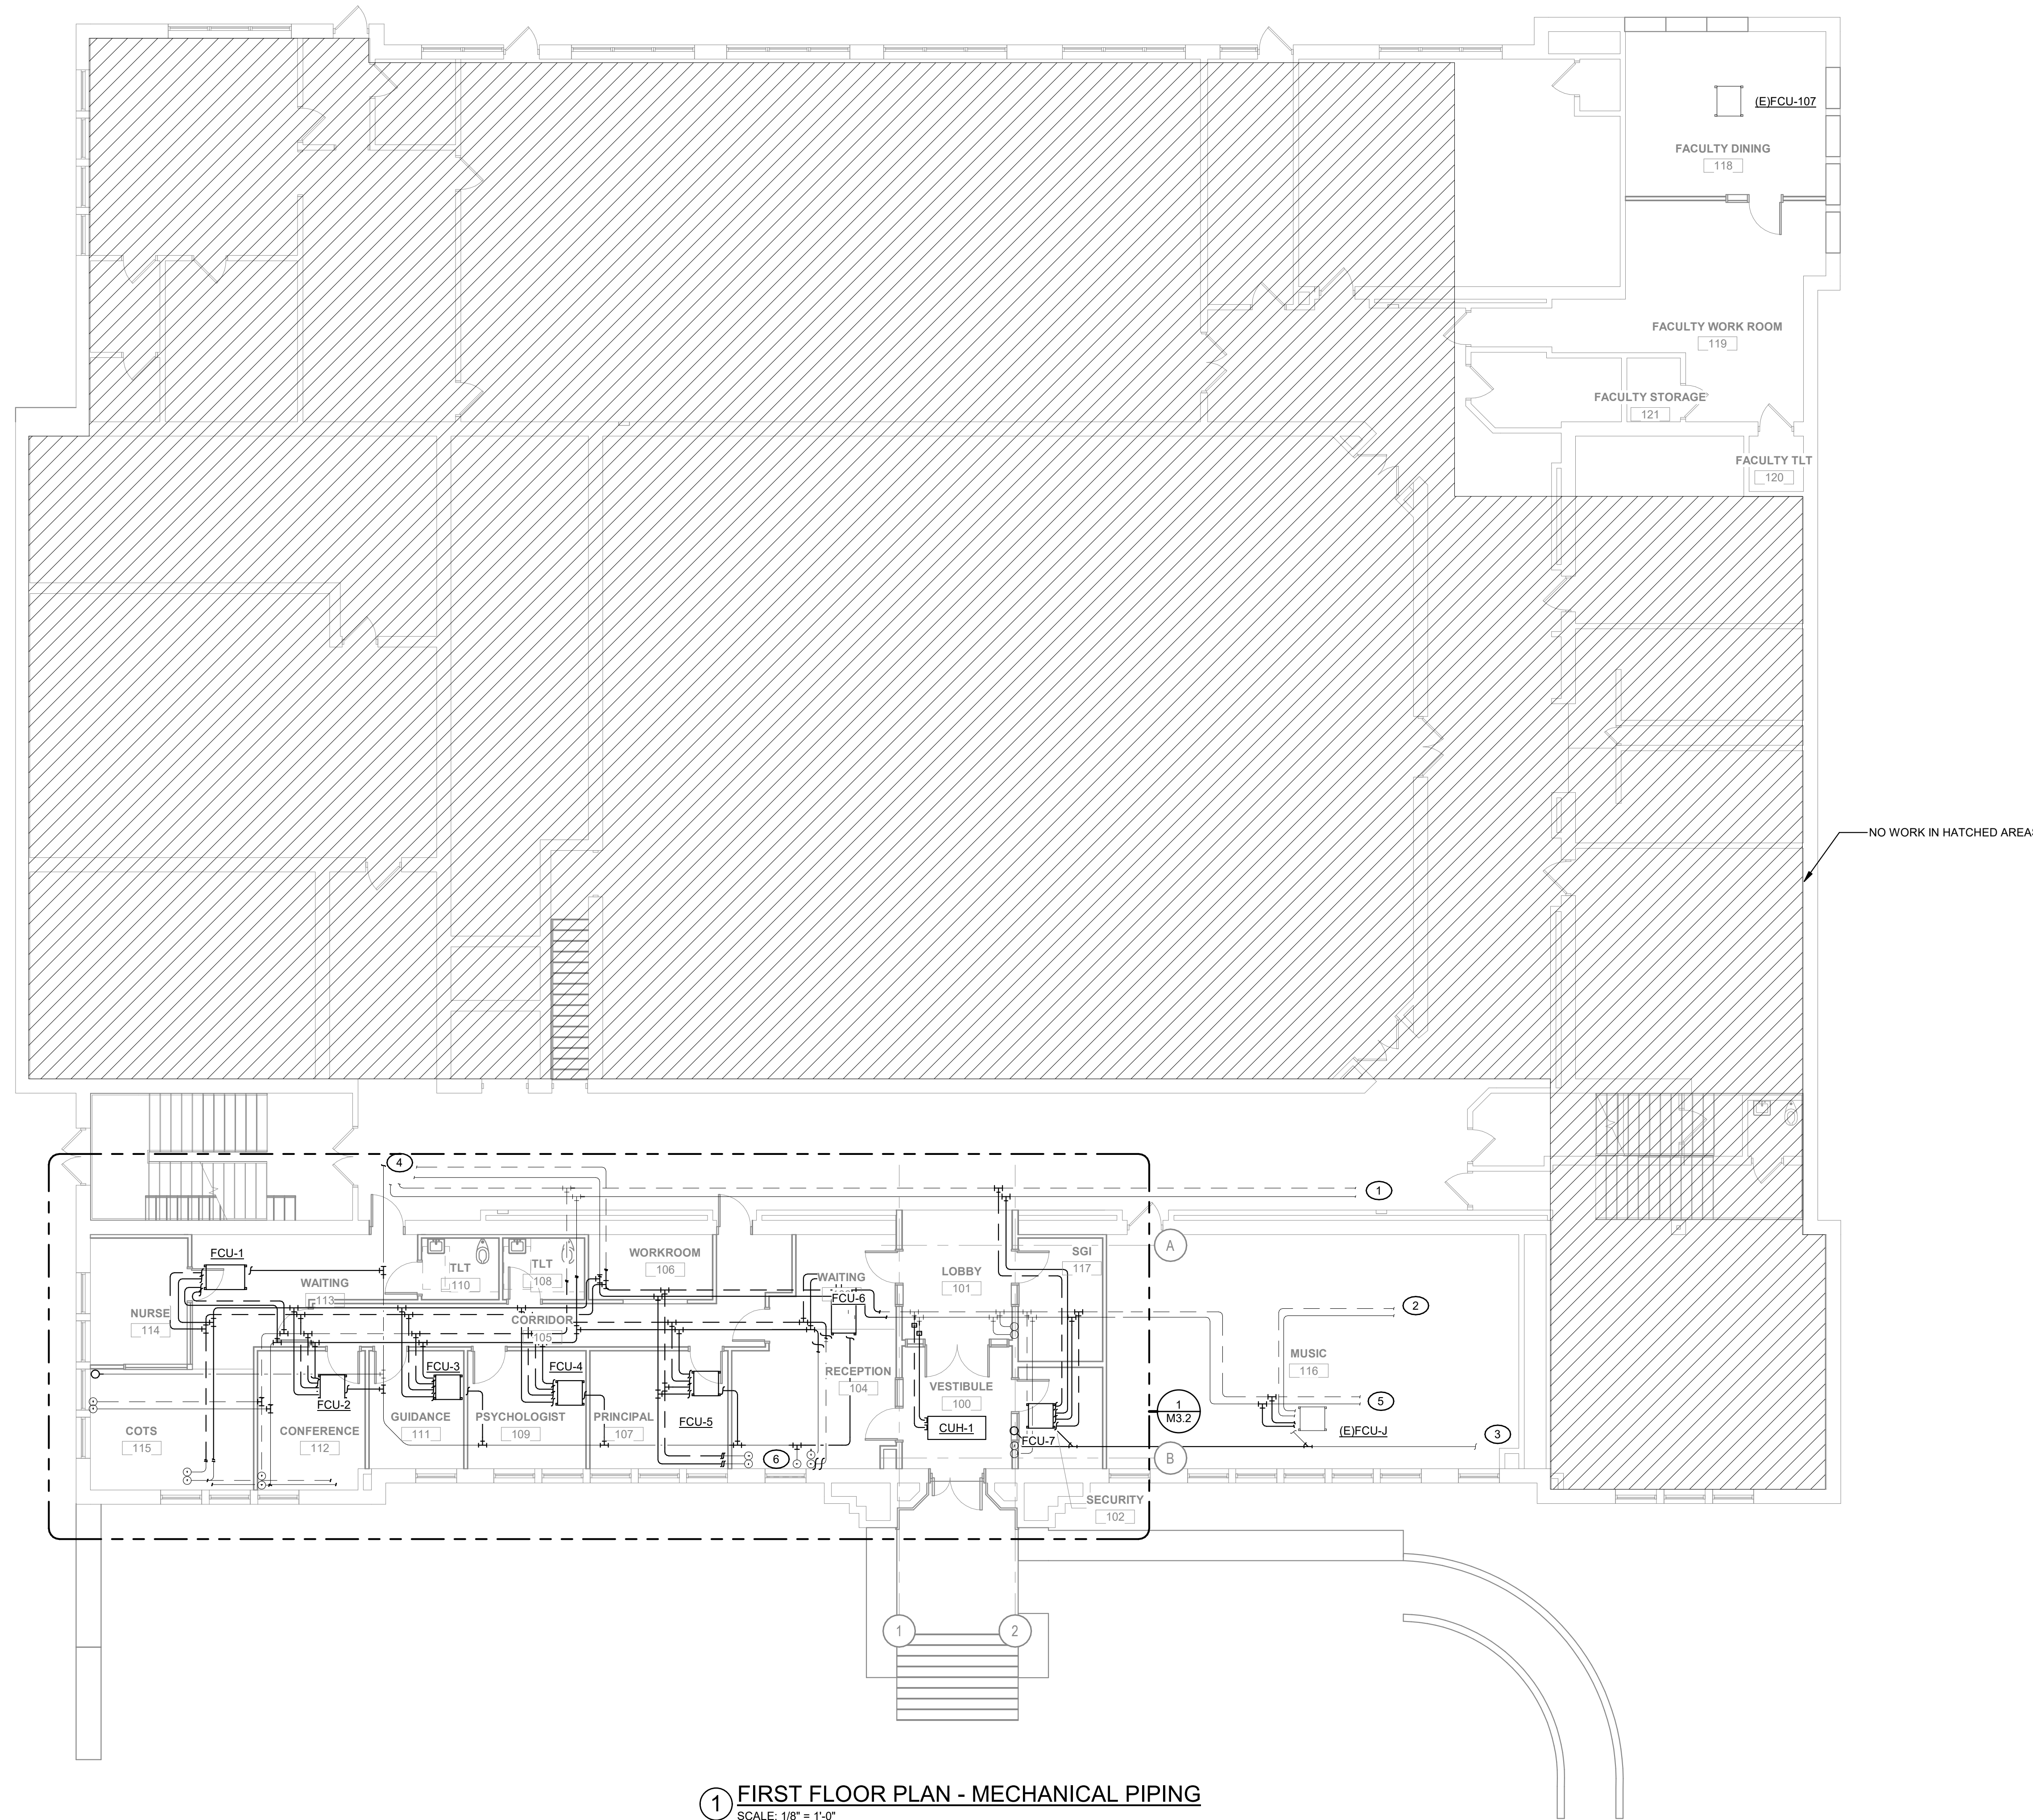 (E)FCU-107
FACULTY DINING
118
FACULTY WORK ROOM
119
FACULTY STORAGE
121
FACULTY TLT
120
NO WORK IN HATCHED AREAS
4
1
A
FCU-1
WAITING
113
TLT
110
TLT
108
WORKROOM
106
WAITING
FCU-6
LOBBY
101
SGI
117
2
NURSE
114
CORRIDOR
105
FCU-2
FCU-3
FCU-4
FCU-5
RECEPTION
104
VESTIBULE
100
MUSIC
116
5
1
M3.2
COTS
115
CONFERENCE
112
GUIDANCE
111
PSYCHOLOGIST
109
PRINCIPAL
107
CUH-1
FCU-7
(E)FCU-J
3
6
B
SECURITY
102
1
2
1
FIRST FLOOR PLAN - MECHANICAL PIPING
SCALE: 1/8" = 1'-0"